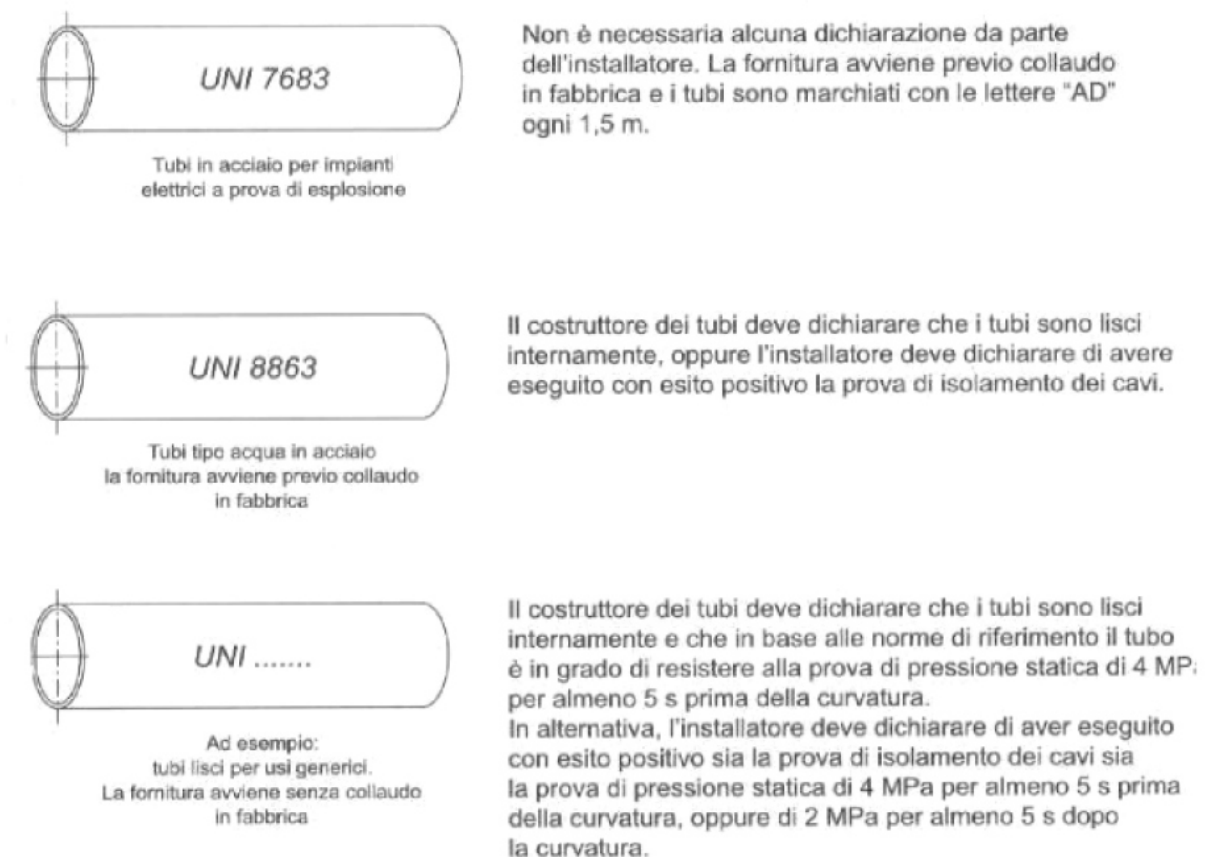 UNI 7683
Tubi in acciaio per impianti
elettrici a prova di esplosione
Non è necessaria alcuna dichiarazione da parte
dell'installatore. La fornitura avviene previo collaudo
in fabbrica e i tubi sono marchiati con le lettere “AD”
ogni 1,5 m.
UNI 8863
Tubi tipo acqua in acciaio
la fornitura avviene previo collaudo
in fabbrica
Il costruttore dei tubi deve dichiarare che i tubi sono lisci
internamente, oppure l'installatore deve dichiarare di avere
eseguito con esito positivo la prova di isolamento dei cavi.
UNI .......
Ad esempio:
tubi lisci per usi generici.
La fornitura avviene senza collaudo
in fabbrica
Il costruttore dei tubi deve dichiarare che i tubi sono lisci
internamente e che in base alle norme di riferimento il tubo
è in grado di resistere alla prova di pressione statica di 4 MP
per almeno 5 s prima della curvatura.
In alternativa, l'installatore deve dichiarare di aver eseguito
con esito positivo sia la prova di isolamento dei cavi sia
la prova di pressione statica di 4 MPa per almeno 5 s prima
della curvatura, oppure di 2 MPa per almeno 5 s dopo
la curvatura.